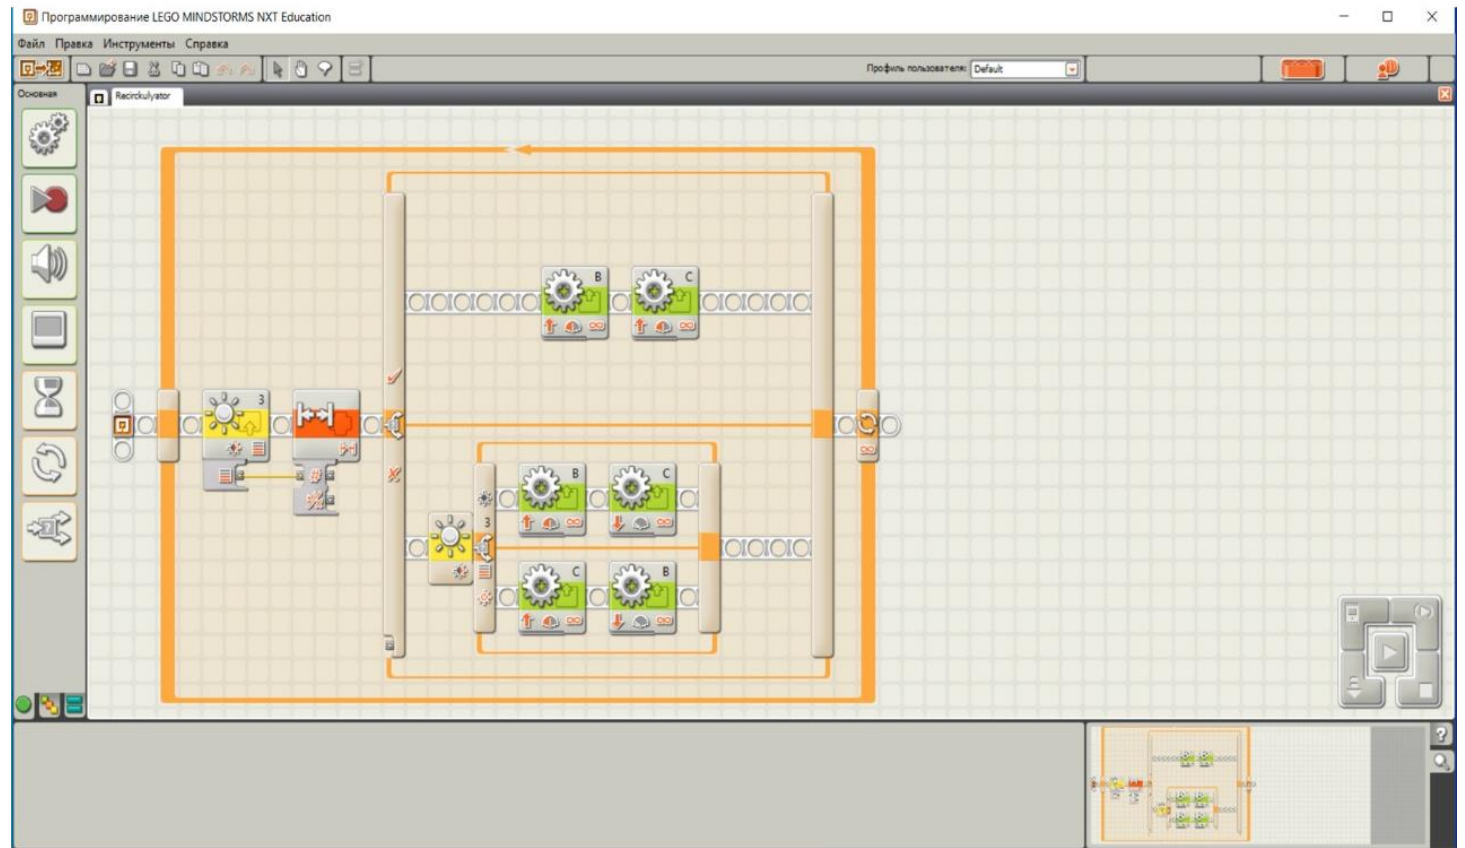 Программирование LEGO MINDSTORMS NXT Education
Файл Правка Инструменты Справка
Профиль пользователя: Default
Основная
Recirckulyator
B C
3
B C
3
C B